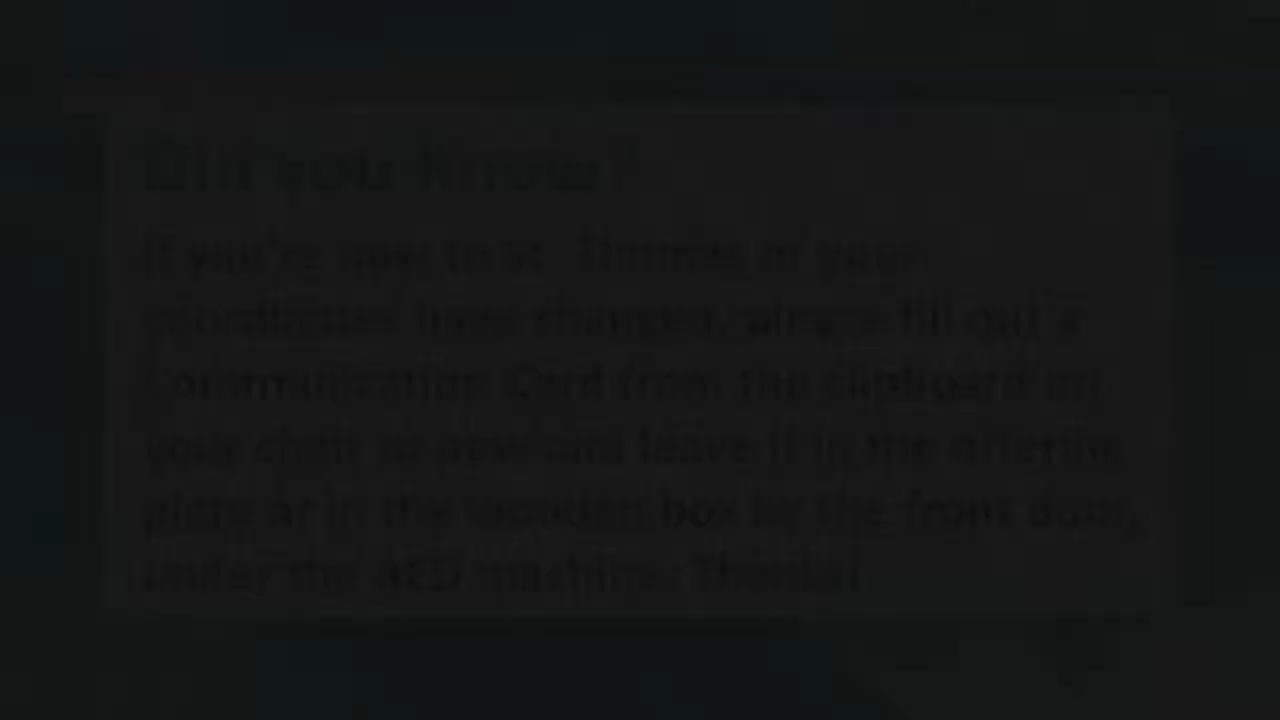 Did you know?
If you're new to St. or your
coordinates have changed, please fill out a
Communication Card from the clipboard on
your chair or pew and leave it in the offering
plate or in the wooden box by the front door,
under the AED machine. Thanks!